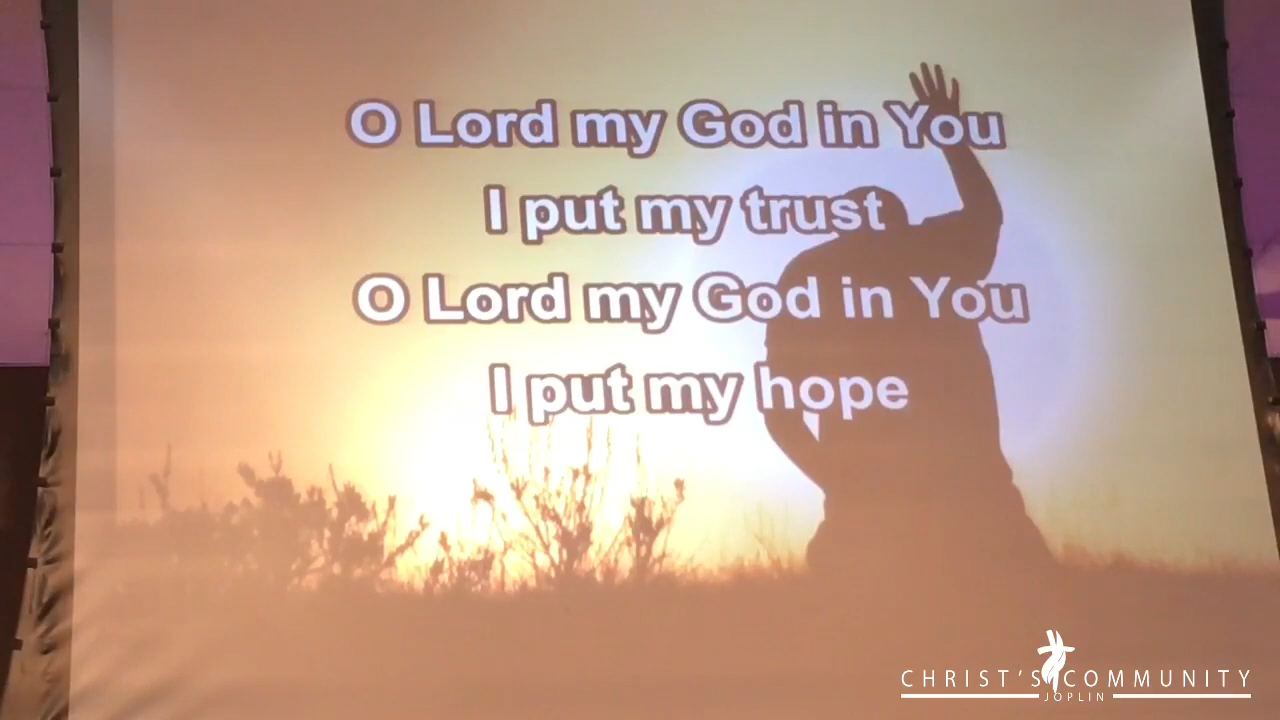 O Lord my God in You
I put my trust
O Lord my God in You
I put my hope
CHRIST'S COMMUNITY
JOPLIN